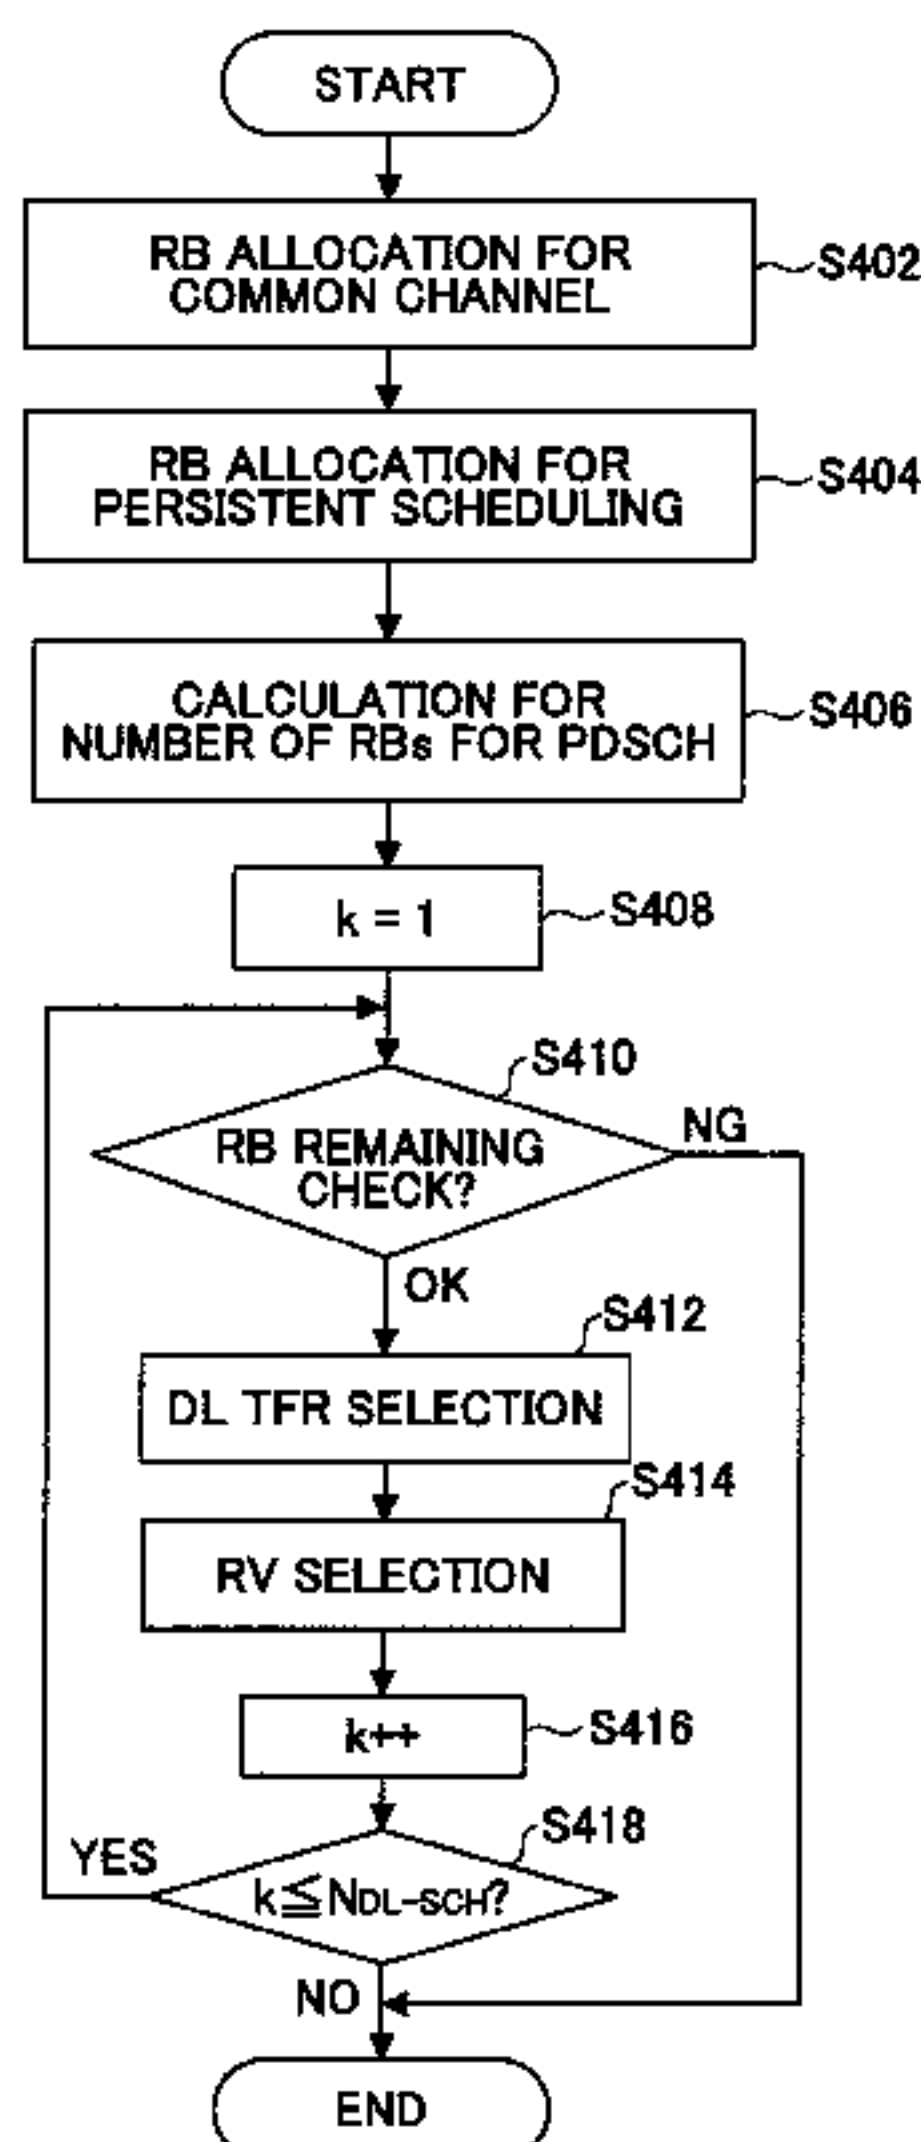 START
RB ALLOCATION FOR
COMMON CHANNEL
S402
RB ALLOCATION FOR
PERSISTENT SCHEDULING
S404
CALCULATION FOR
NUMBER OF RBs FOR PDSCH
S406
k = 1
S408
S410
RB REMAINING
CHECK?
NG
OK
S412
DL TFR SELECTION
S414
RV SELECTION
k++
S416
S418
YES
k≦NDL-SCH?
NO
END